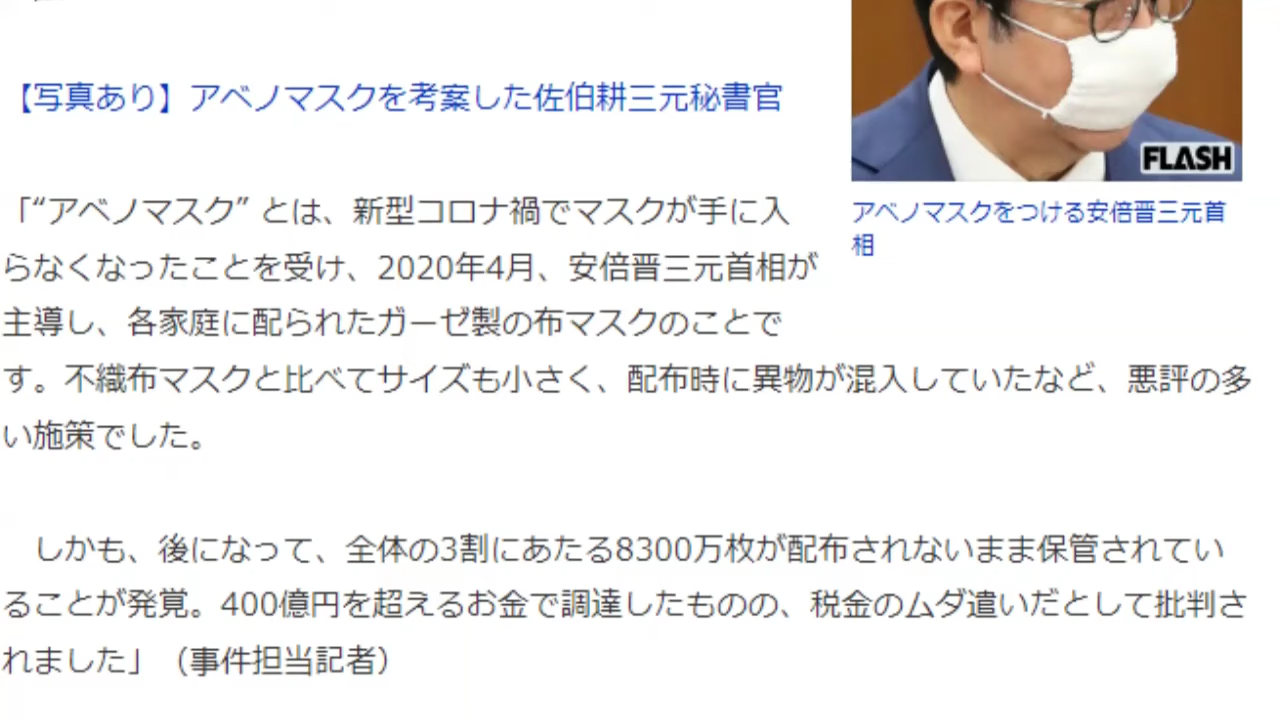 【写真あり】アベノマスクを考案した佐伯耕三元秘書官
FLASH
アベノマスクをつける安倍晋三元首
相
「“アベノマスク” とは、新型コロナ禍でマスクが手に入
らなくなったことを受け、2020年4月、安倍晋三元首相が
主導し、各家庭に配られたガーゼ製の布マスクのことで
す。不織布マスクと比べてサイズも小さく、配布時に異物が混入していたなど、悪評の多
い施策でした。
しかも、後になって、全体の3割にあたる8300万枚が配布されないまま保管されてい
ることが発覚。400億円を超えるお金で調達したものの、税金のムダ遣いだとして批判さ
れました」（事件担当記者）